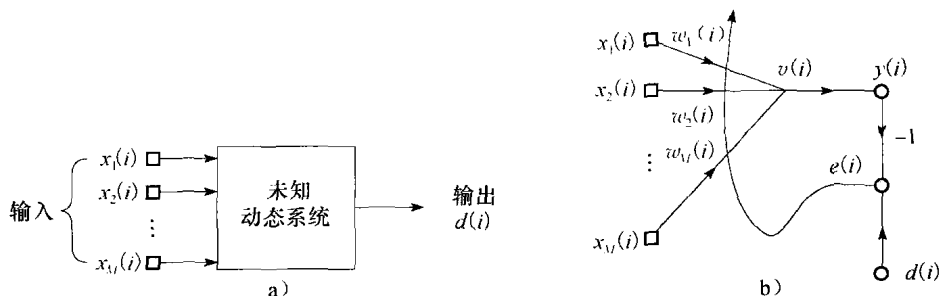 输入
x₁(i)
x₂(i)
⋮
x_M(i)
未知
动态系统
输出
d(i)
a）
x₁(i)
x₂(i)
⋮
x_M(i)
w₁(i)
w₂(i)
w_M(i)
v(i)
y(i)
-1
e(i)
d(i)
b）